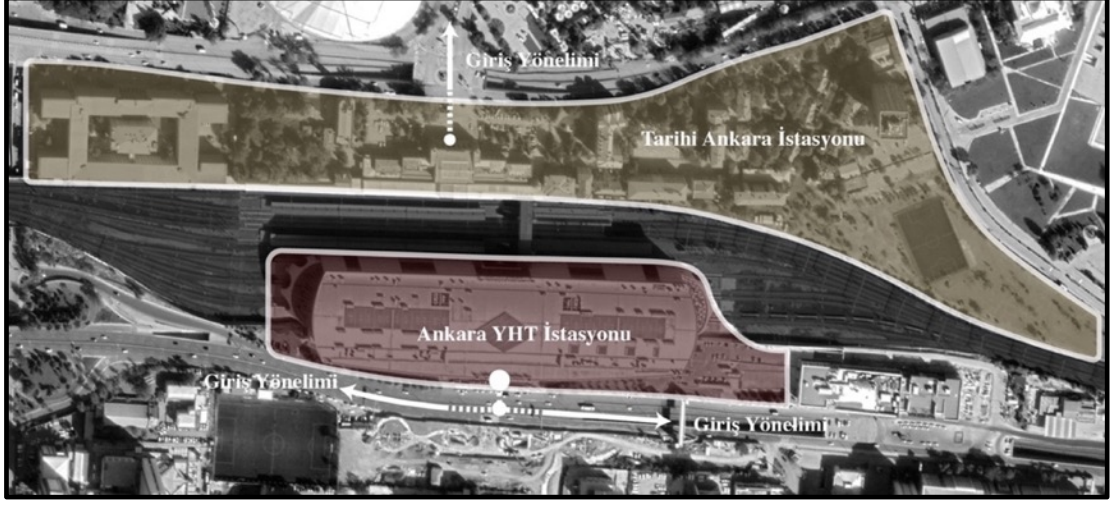 Giriş Yönelimi
Tarihi Ankara İstasyonu
Ankara YHT İstasyonu
Giriş Yönelimi
Giriş Yönelimi